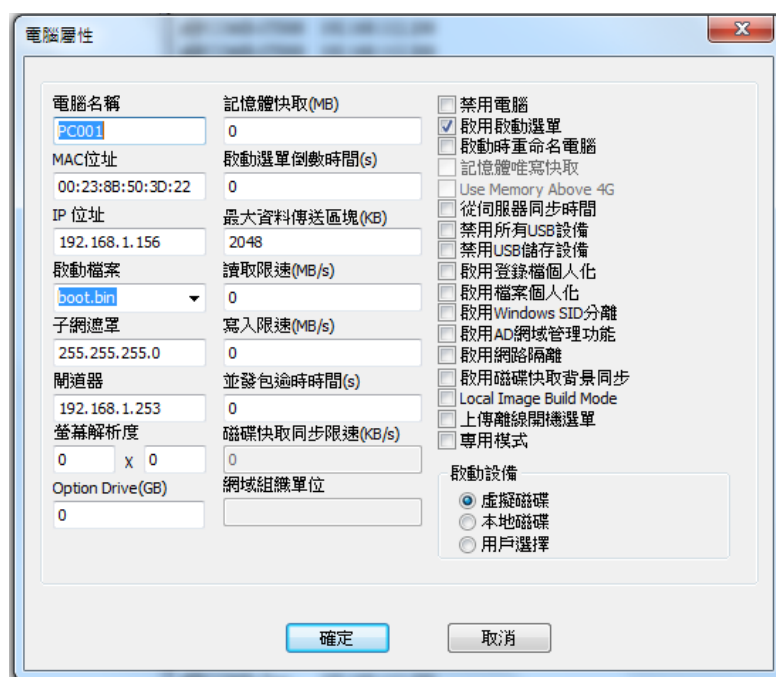 電腦屬性
電腦名稱
PC001
MAC位址
00:23:8B:50:3D:22
IP 位址
192.168.1.156
啟動檔案
boot.bin
子網遮罩
255.255.255.0
閘道器
192.168.1.253
螢幕解析度
0 x 0
Option Drive(GB)
0
記憶體快取(MB)
0
啟動選單倒數時間(s)
0
最大資料傳送區塊(KB)
2048
讀取限速(MB/s)
0
寫入限速(MB/s)
0
並發包逾時時間(s)
0
磁碟快取同步限速(KB/s)
0
網域組織單位
禁用電腦
啟用啟動選單
啟動時重命名電腦
記憶體唯寫快取
Use Memory Above 4G
從伺服器同步時間
禁用所有USB設備
禁用USB儲存設備
啟用登錄檔個人化
啟用檔案個人化
啟用Windows SID分離
啟用AD網域管理功能
啟用網路隔離
啟用磁碟快取背景同步
Local Image Build Mode
上傳離線開機選單
專用模式
啟動設備
虛擬磁碟
本地磁碟
用戶選擇
確定
取消